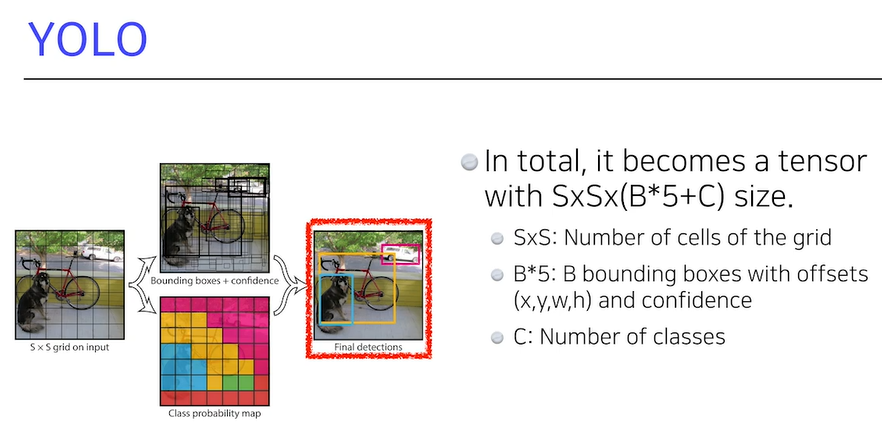 YOLO
In total, it becomes a tensor
with SxSx(B*5+C) size.
SxS: Number of cells of the grid
B*5: B bounding boxes with offsets
(x,y,w,h) and confidence
C: Number of classes
S × S grid on input
Bounding boxes + confidence
Class probability map
Final detections